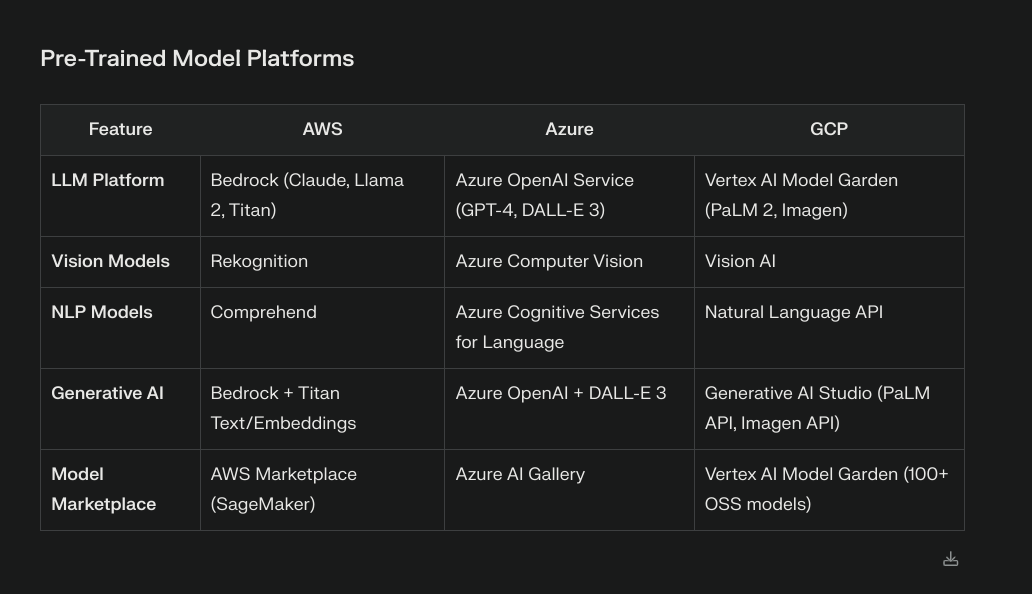 Pre-Trained Model Platforms
Feature AWS Azure GCP
LLM Platform Bedrock (Claude, Llama Azure OpenAI Service Vertex AI Model Garden
2, Titan) (GPT-4, DALL-E 3) (PaLM 2, Imagen)
Vision Models Rekognition Azure Computer Vision Vision AI
NLP Models Comprehend Azure Cognitive Services Natural Language API
for Language
Generative AI Bedrock + Titan Azure OpenAI + DALL-E 3 Generative AI Studio (PaLM
Text/Embeddings API, Imagen API)
Model AWS Marketplace Azure AI Gallery Vertex AI Model Garden (100+
Marketplace (SageMaker) OSS models)